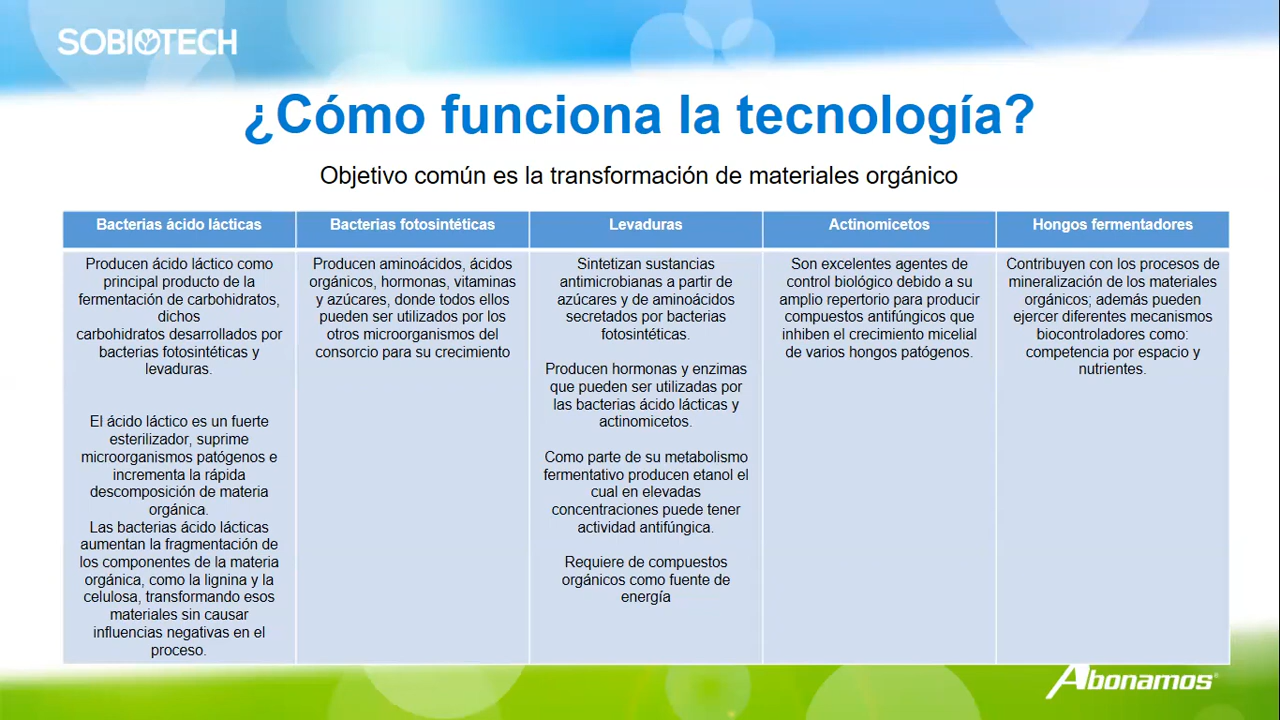 SOBIOTECH
¿Cómo funciona la tecnología?
Objetivo común es la transformación de materiales orgánico
Bacterias ácido lácticas
Producen ácido láctico como
principal producto de la
fermentación de carbohidratos,
dichos
carbohidratos desarrollados por
bacterias fotosintéticas y
levaduras.
El ácido láctico es un fuerte
esterilizador, suprime
microorganismos patógenos e
incrementa la rápida
descomposición de materia
orgánica.
Las bacterias ácido lácticas
aumentan la fragmentación de
los componentes de la materia
orgánica, como la lignina y la
celulosa, transformando esos
materiales sin causar
influencias negativas en el
proceso.
Bacterias fotosintéticas
Producen aminoácidos, ácidos
orgánicos, hormonas, vitaminas
y azúcares, donde todos ellos
pueden ser utilizados por los
otros microorganismos del
consorcio para su crecimiento
Levaduras
Sintetizan sustancias
antimicrobianas a partir de
azúcares y de aminoácidos
secretados por bacterias
fotosintéticas.
Producen hormonas y enzimas
que pueden ser utilizadas por
las bacterias ácido lácticas y
actinomicetos.
Como parte de su metabolismo
fermentativo producen etanol el
cual en elevadas
concentraciones puede tener
actividad antifúngica.
Requiere de compuestos
orgánicos como fuente de
energía
Actinomicetos
Son excelentes agentes de
control biológico debido a su
amplio repertorio para producir
compuestos antifúngicos que
inhiben el crecimiento micelial
de varios hongos patógenos.
Hongos fermentadores
Contribuyen con los procesos de
mineralización de los materiales
orgánicos; además pueden
ejercer diferentes mecanismos
biocontroladores como:
competencia por espacio y
nutrientes.
Abonamos